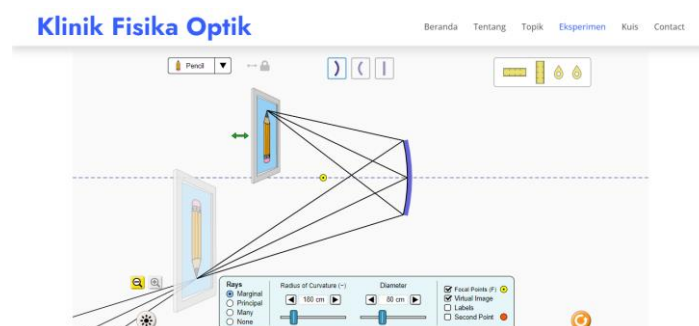 Klinik Fisika Optik
Beranda Tentang Topik Eksperimen Kuis Contact
Pencil
Rays
Marginal
Principal
Many
None
Radius of Curvature (−)
180 cm
Diameter
80 cm
Focal Points (F)
Virtual Image
Labels
Second Point